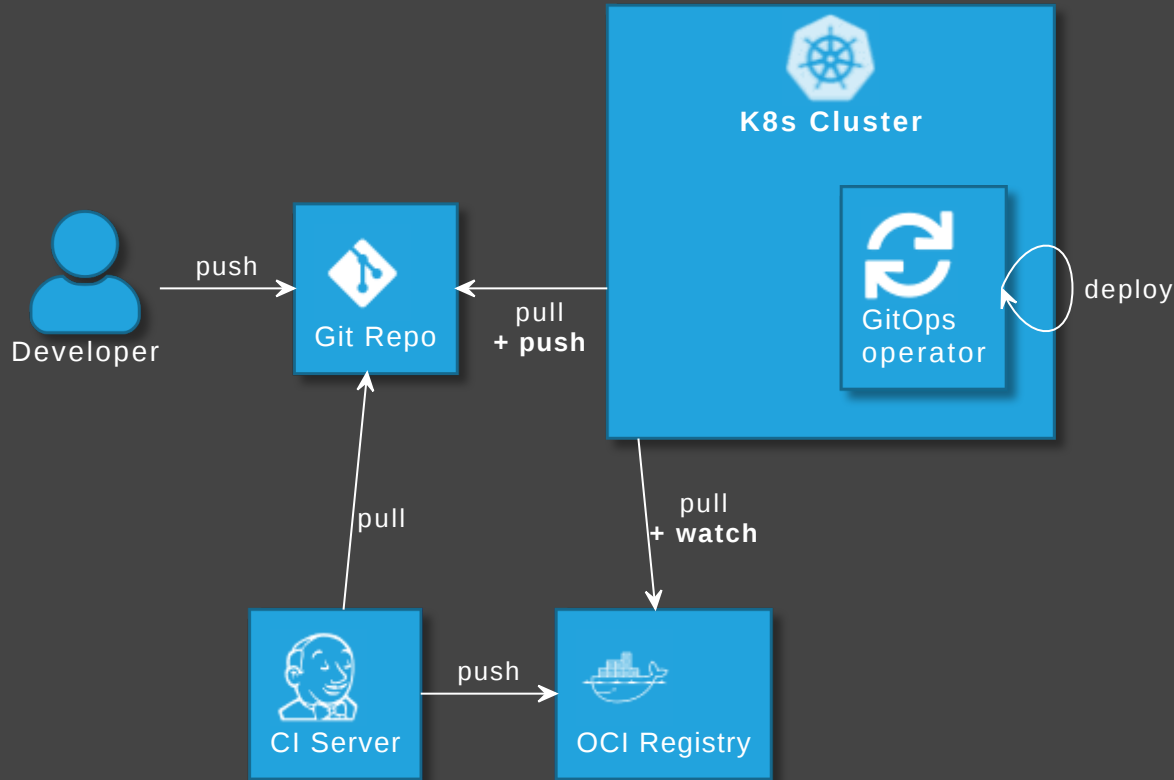 K8s Cluster
push
Developer
Git Repo
pull
+ push
GitOps
operator
deploy
pull
pull
+ watch
CI Server
push
OCI Registry